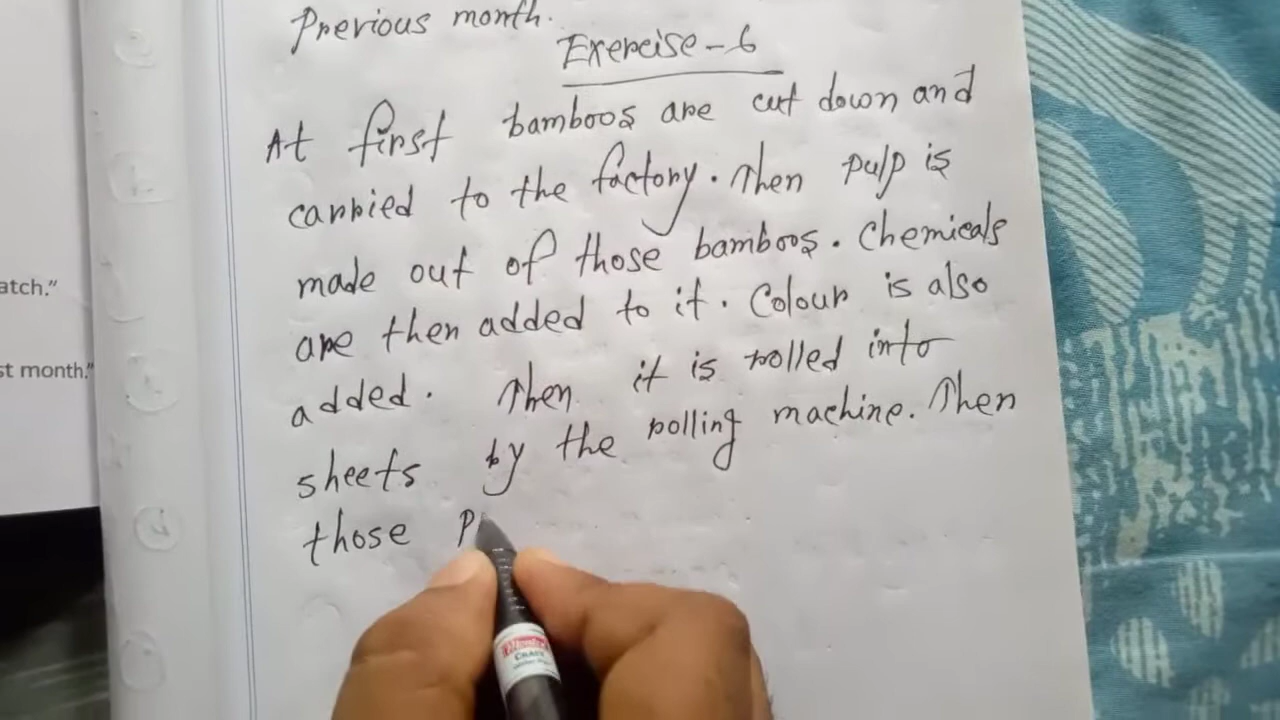 Previous month.
Exercise-6
At first bamboos are cut down and
carried to the factory. Then pulp is
made out of those bamboos. Chemicals
are then added to it. Colour is also
added. Then it is rolled into
sheets by the rolling machine. Then
those P
atch."
st month."